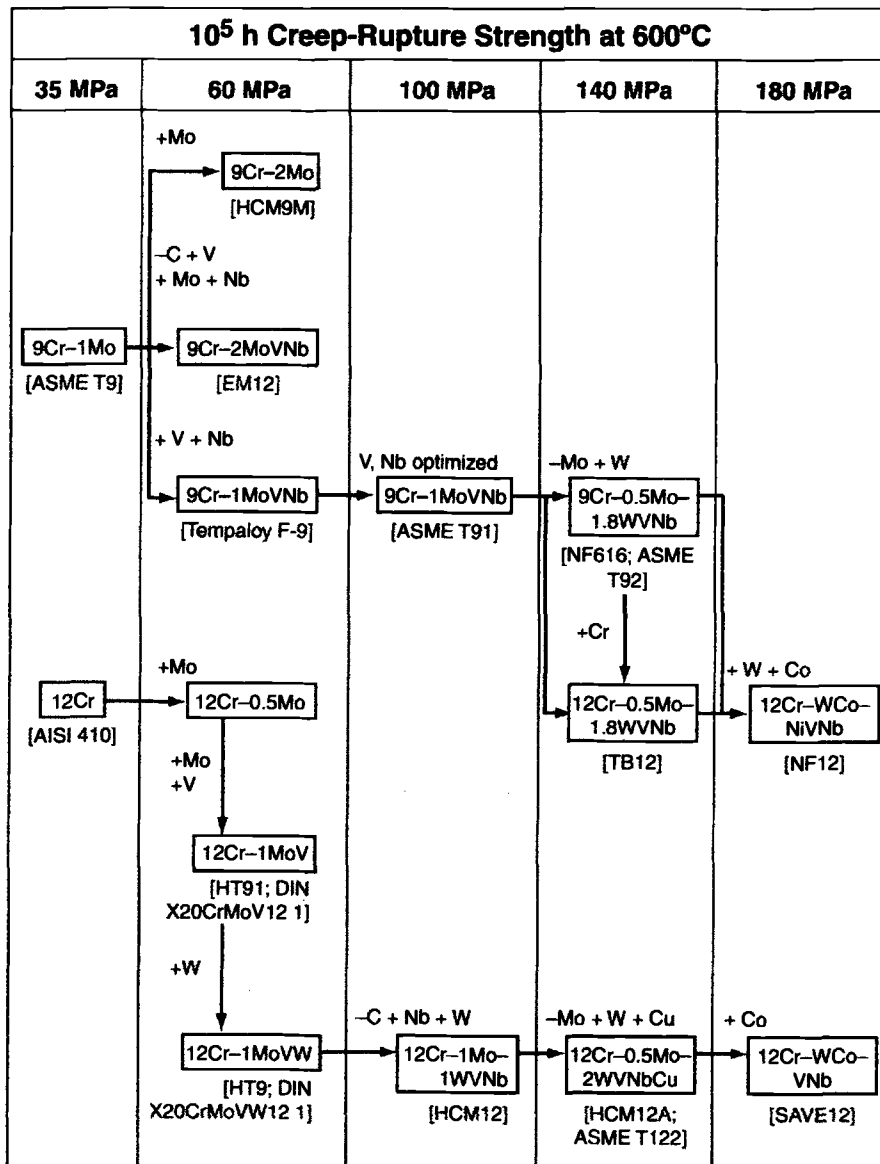 10⁵ h Creep-Rupture Strength at 600ºC
35 MPa
60 MPa
100 MPa
140 MPa
180 MPa
+Mo
9Cr–2Mo
[HCM9M]
–C + V
+ Mo + Nb
9Cr–1Mo
[ASME T9]
9Cr–2MoVNb
[EM12]
+ V + Nb
9Cr–1MoVNb
[Tempaloy F-9]
V, Nb optimized
9Cr–1MoVNb
[ASME T91]
–Mo + W
9Cr–0.5Mo–
1.8WVNb
[NF616; ASME
T92]
+Cr
12Cr
[AISI 410]
+Mo
12Cr–0.5Mo
12Cr–0.5Mo–
1.8WVNb
[TB12]
+ W + Co
12Cr–WCo–
NiVNb
[NF12]
+Mo
+V
12Cr–1MoV
[HT91; DIN
X20CrMoV12 1]
+W
12Cr–1MoVW
[HT9; DIN
X20CrMoVW12 1]
–C + Nb + W
12Cr–1Mo–
1WVNb
[HCM12]
–Mo + W + Cu
12Cr–0.5Mo–
2WVNbCu
[HCM12A;
ASME T122]
+ Co
12Cr–WCo–
VNb
[SAVE12]